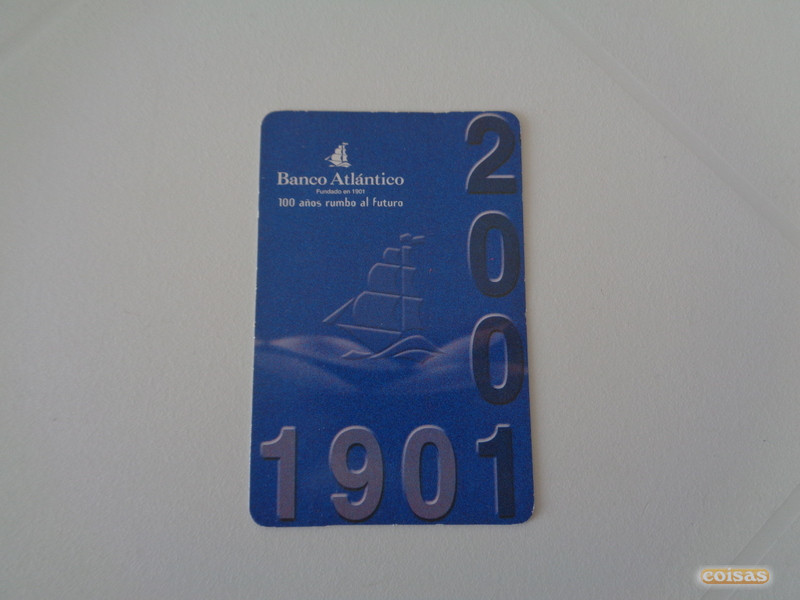 Banco Atlántico
Fundado en 1901
100 años rumbo al futuro
2001
1901
coisas